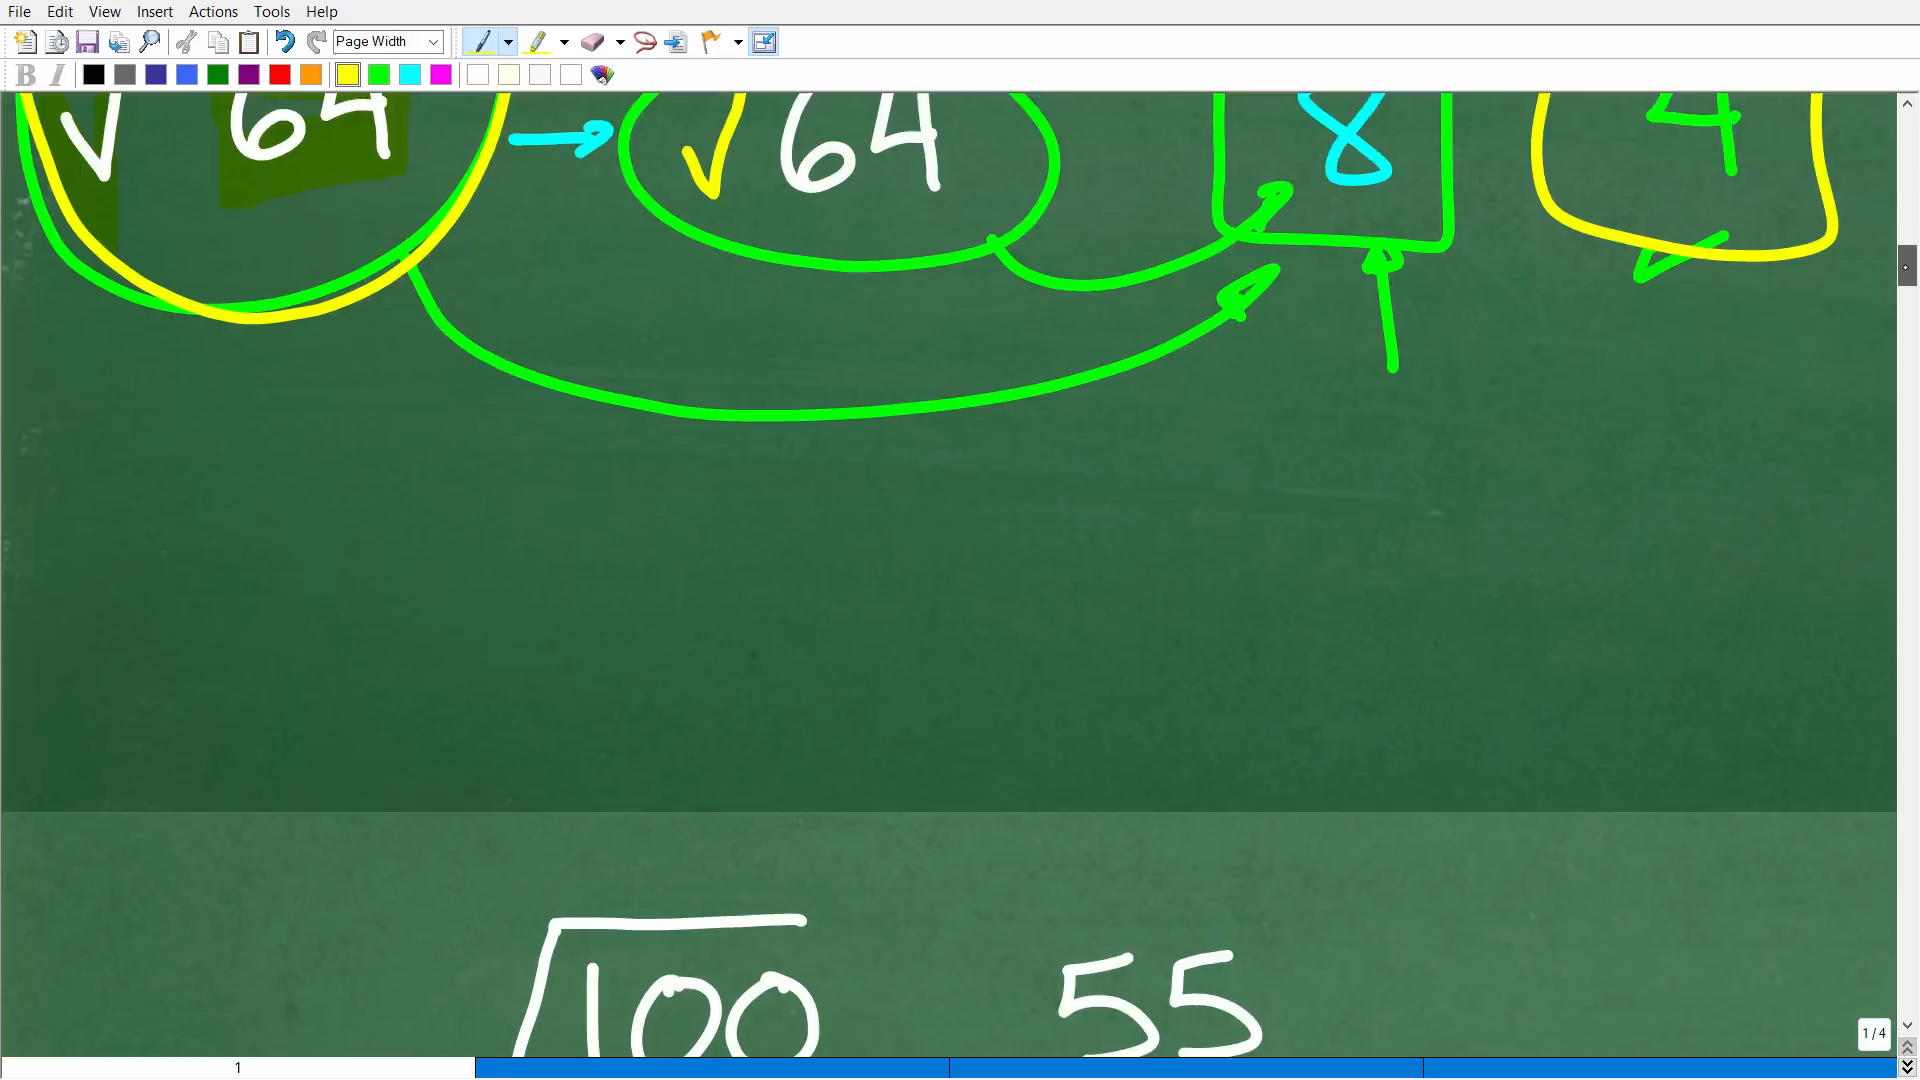 File Edit View Insert Actions Tools Help
Page Width
B I
√ 64 → √ 64 8 4
√100 55
1 / 4
1